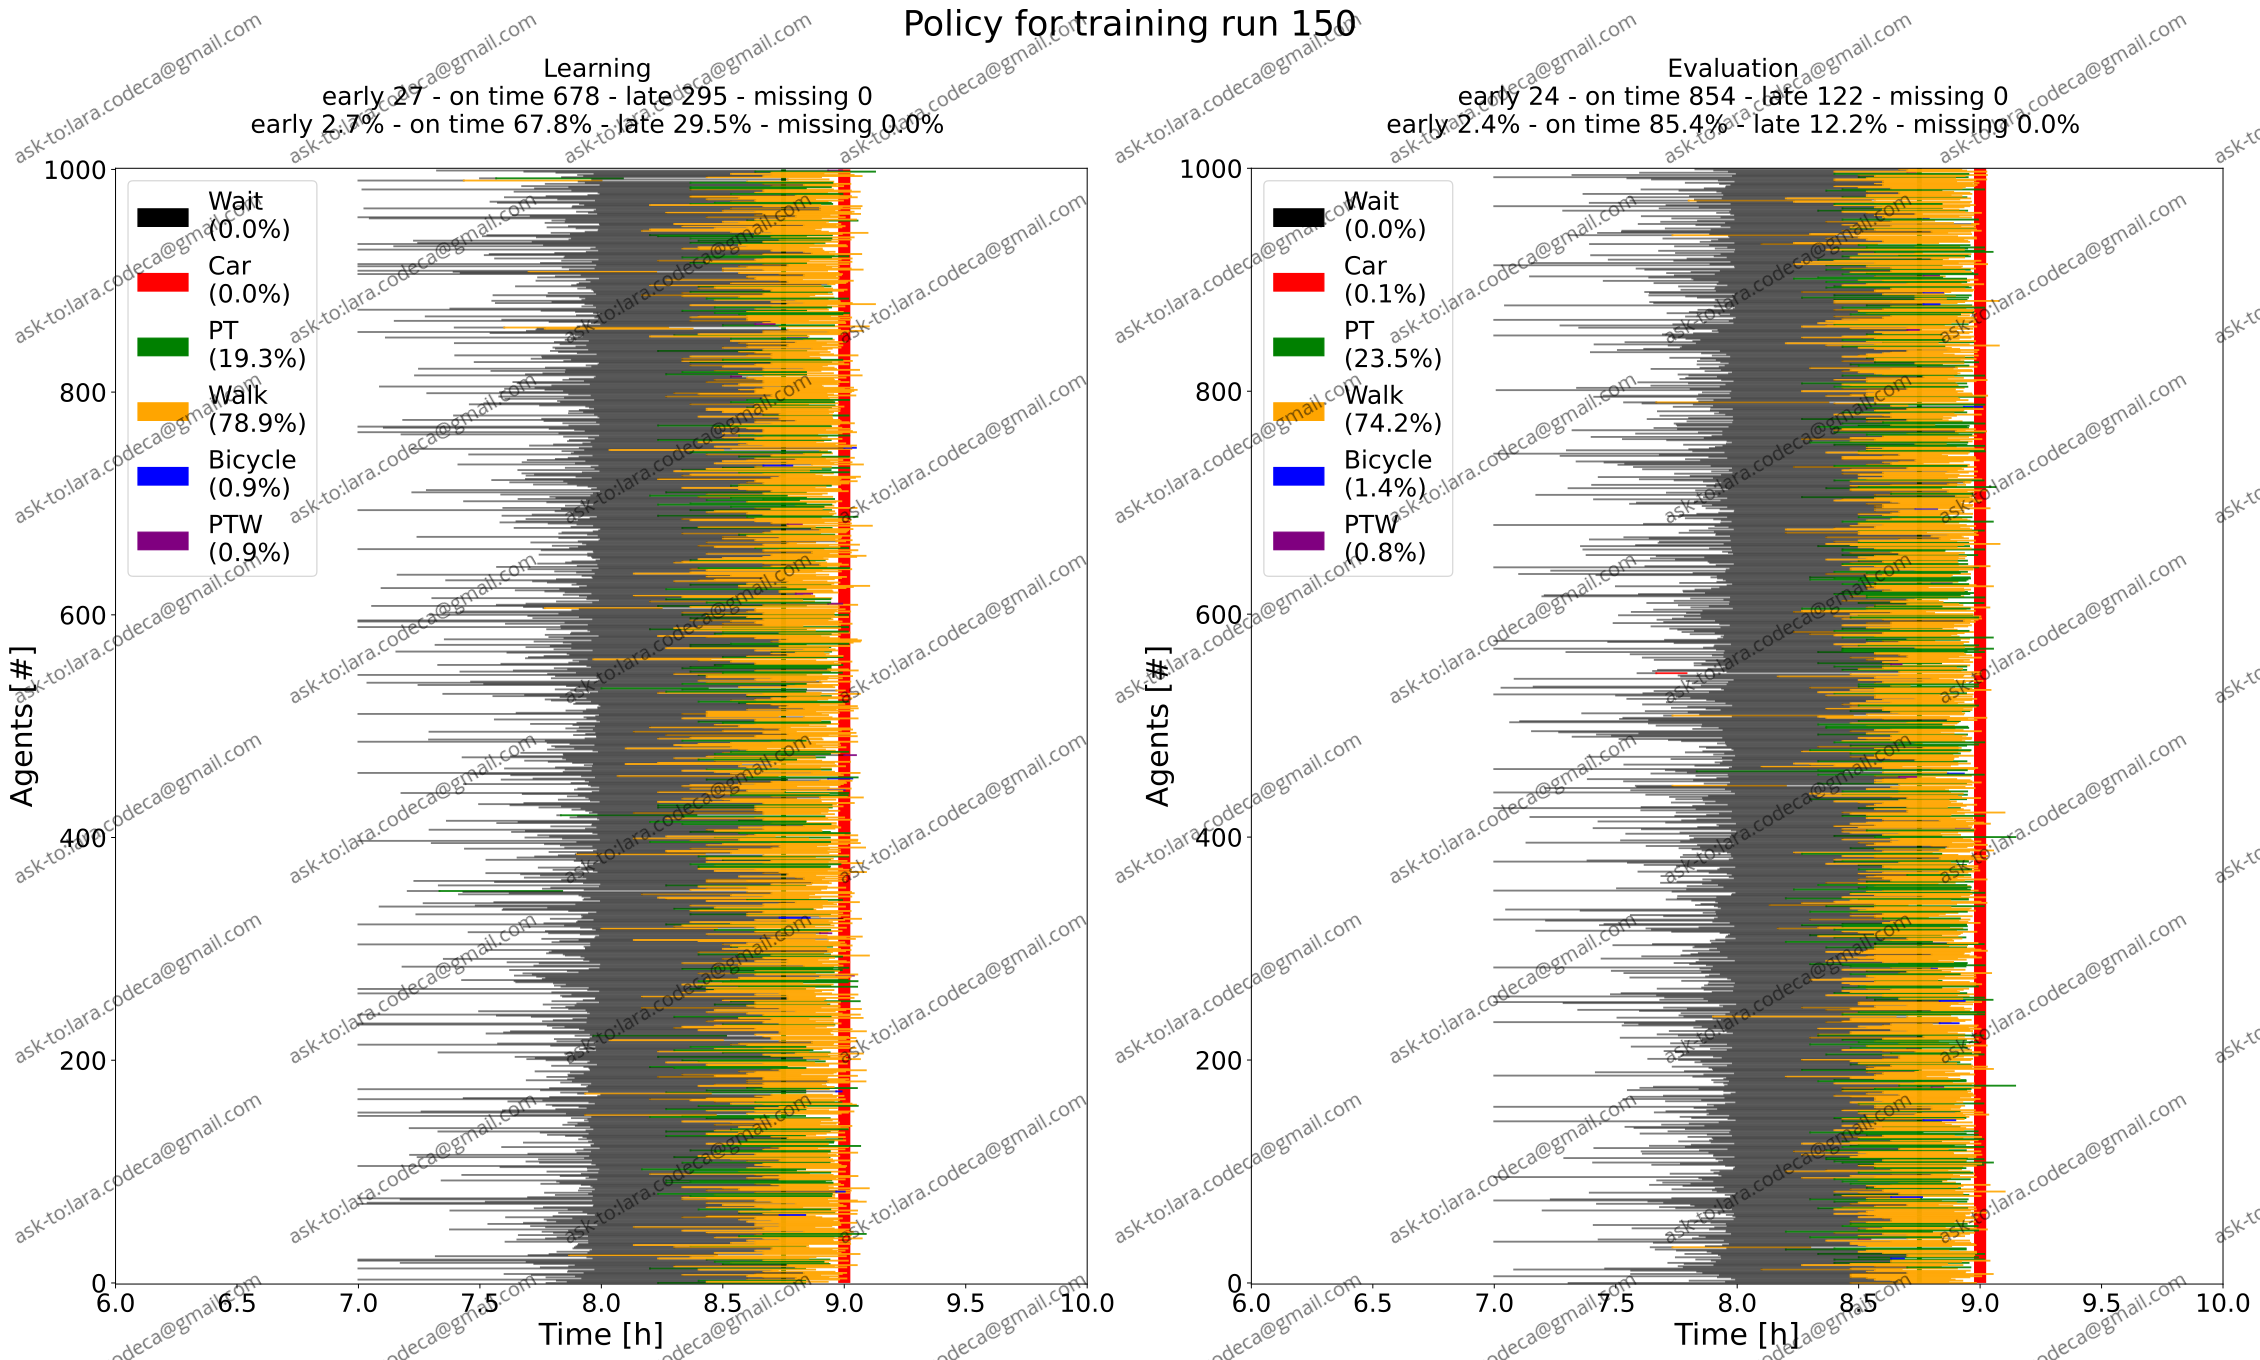 Policy for training run 150
Learning
early 27 - on time 678 - late 295 - missing 0
early 2.7% - on time 67.8% - late 29.5% - missing 0.0%
1000
800
600
400
200
0
Agents [#]
Wait
(0.0%)
Car
(0.0%)
PT
(19.3%)
Walk
(78.9%)
Bicycle
(0.9%)
PTW
(0.9%)
6.0 6.5 7.0 7.5 8.0 8.5 9.0 9.5 10.0
Time [h]
Evaluation
early 24 - on time 854 - late 122 - missing 0
early 2.4% - on time 85.4% - late 12.2% - missing 0.0%
1000
800
600
400
200
0
Agents [#]
Wait
(0.0%)
Car
(0.1%)
PT
(23.5%)
Walk
(74.2%)
Bicycle
(1.4%)
PTW
(0.8%)
6.0 6.5 7.0 7.5 8.0 8.5 9.0 9.5 10.0
Time [h]
ask-to:lara.codeca@gmail.com